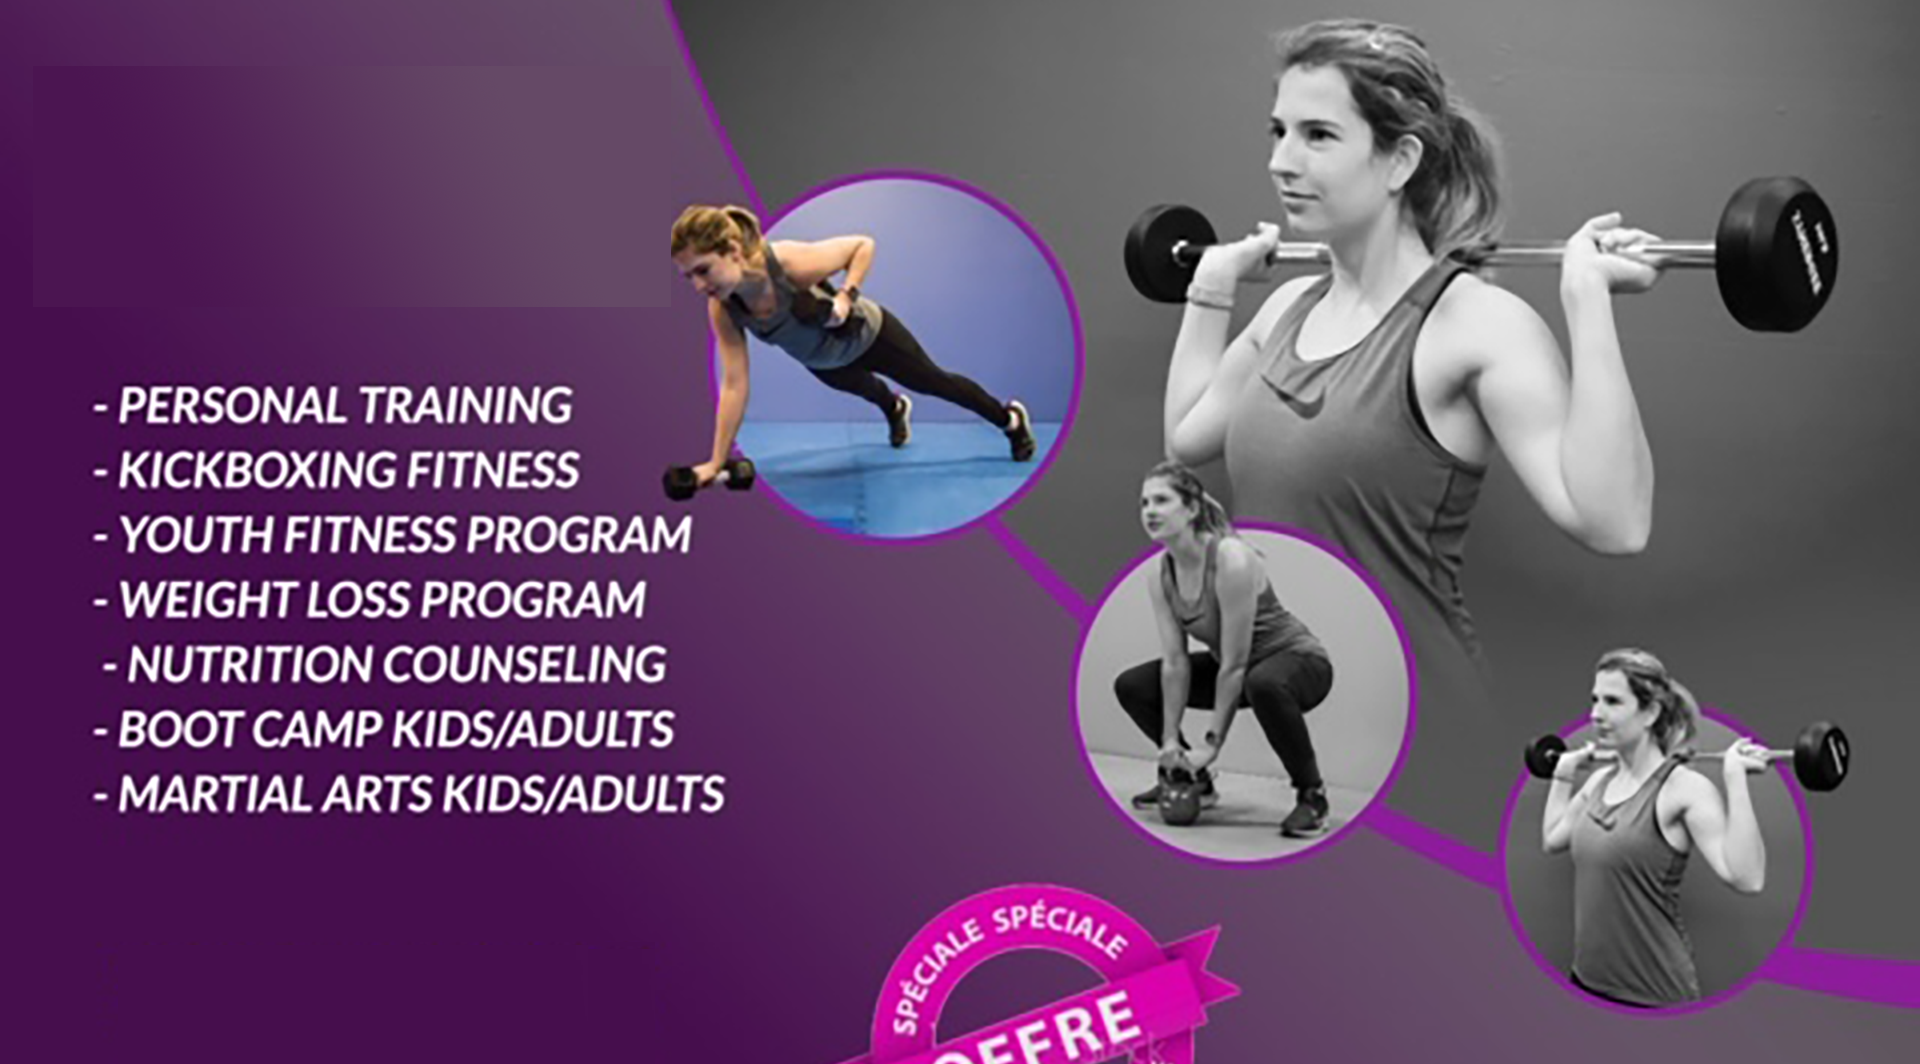 - PERSONAL TRAINING
- KICKBOXING FITNESS
- YOUTH FITNESS PROGRAM
- WEIGHT LOSS PROGRAM
- NUTRITION COUNSELING
- BOOT CAMP KIDS/ADULTS
- MARTIAL ARTS KIDS/ADULTS
SPÉCIALE SPÉCIALE
OFFRE